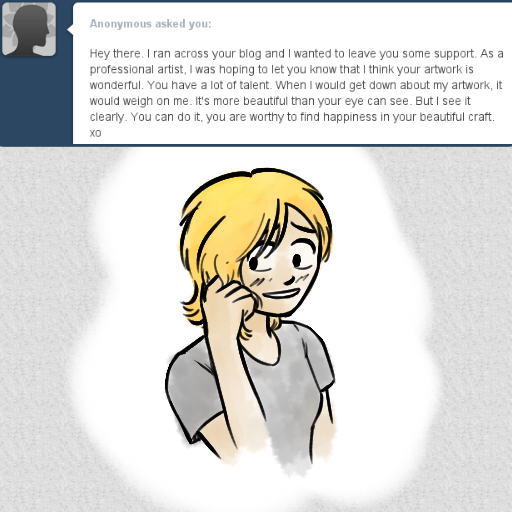 Anonymous asked you:
Hey there. I ran across your blog and I wanted to leave you some support. As a
professional artist, I was hoping to let you know that I think your artwork is
wonderful. You have a lot of talent. When I would get down about my artwork, it
would weigh on me. It's more beautiful than your eye can see. But I see it
clearly. You can do it, you are worthy to find happiness in your beautiful craft.
xo